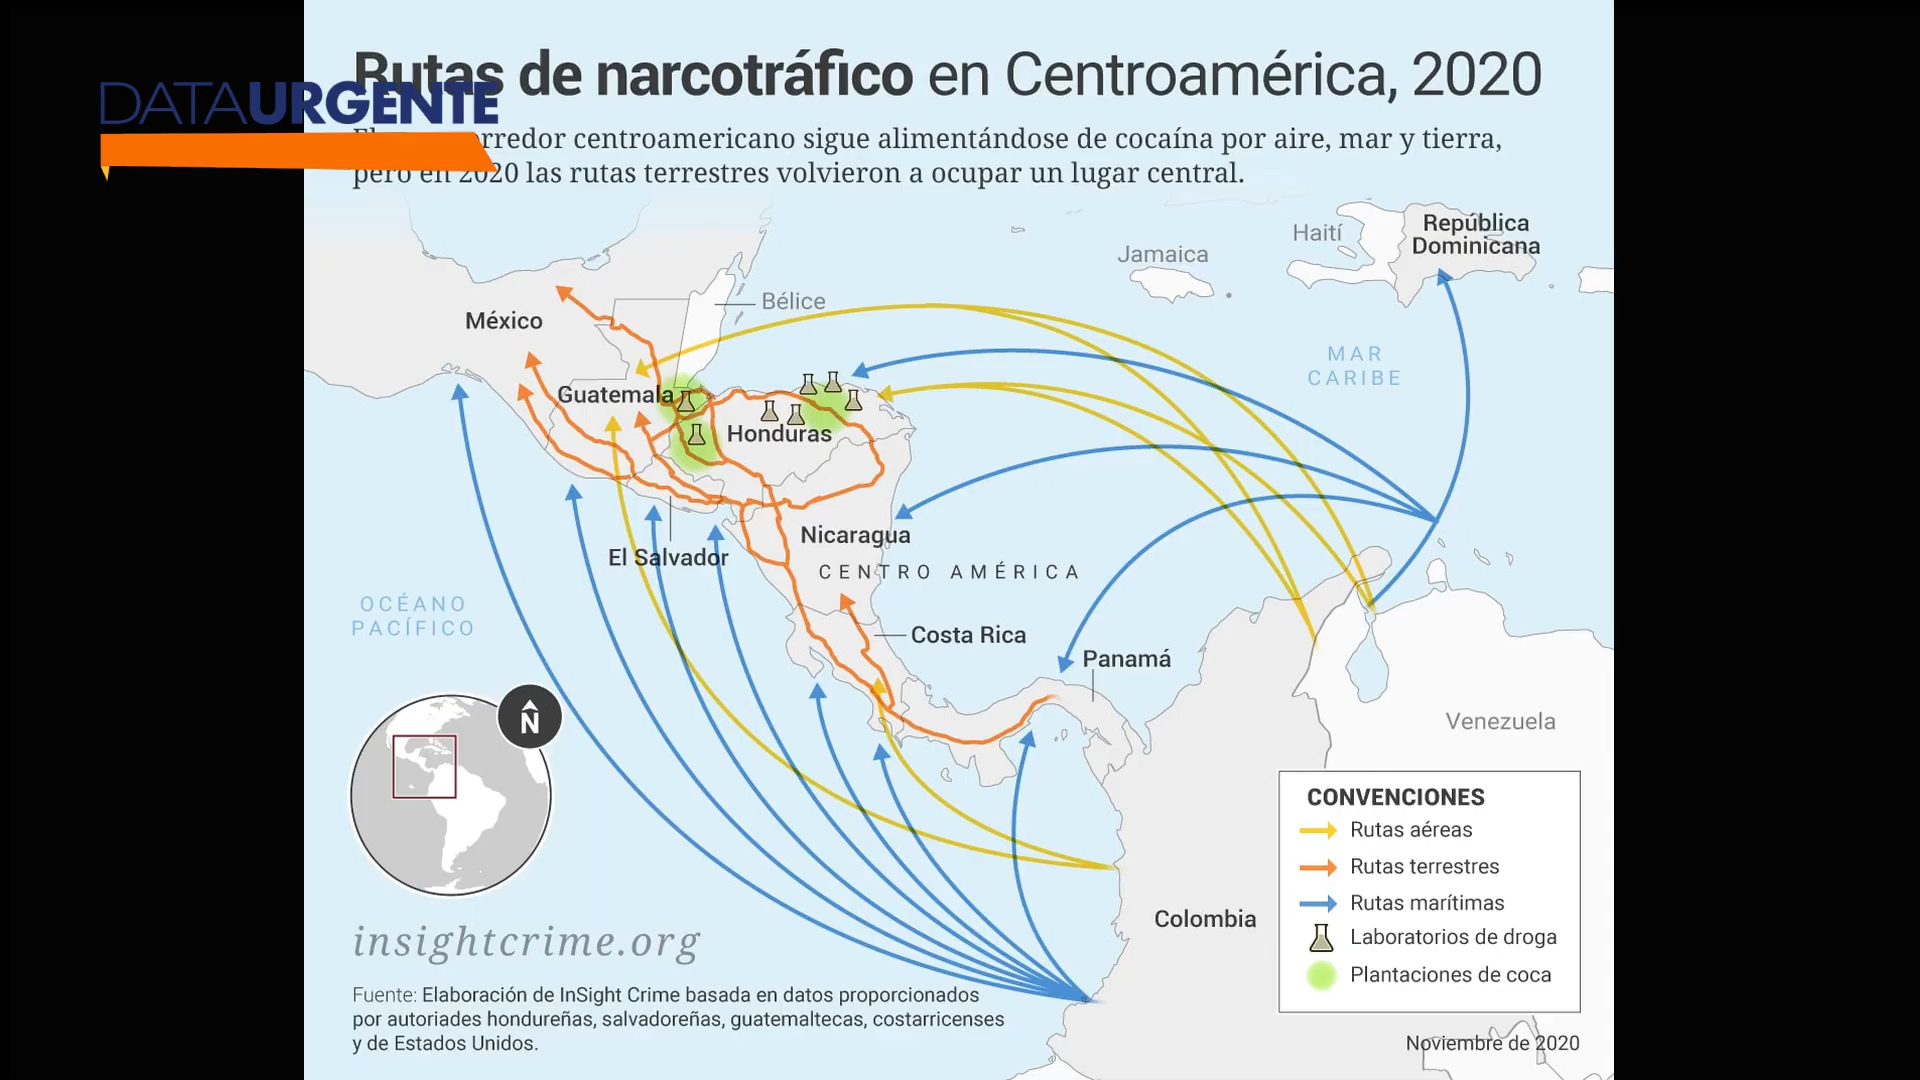 DATAURGENTE
Rutas de narcotráfico en Centroamérica, 2020
centroamericano sigue alimentándose de cocaína por aire, mar y tierra,
pero en 2020 las rutas terrestres volvieron a ocupar un lugar central.
República
Dominicana
Haití
Jamaica
Bélice
México
MAR
CARIBE
Guatemala
Honduras
Nicaragua
El Salvador
CENTRO AMÉRICA
OCÉANO
PACÍFICO
Costa Rica
Panamá
N
Venezuela
Colombia
CONVENCIONES
Rutas aéreas
Rutas terrestres
Rutas marítimas
Laboratorios de droga
Plantaciones de coca
insightcrime.org
Fuente: Elaboración de InSight Crime basada en datos proporcionados
por autoriades hondureñas, salvadoreñas, guatemaltecas, costarricenses
y de Estados Unidos.
Noviembre de 2020